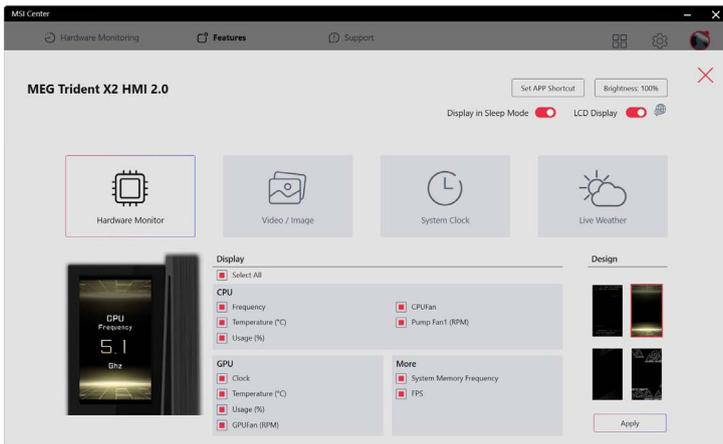 MSI Center
Hardware Monitoring
Features
Support
MEG Trident X2 HMI 2.0
Set APP Shortcut
Brightness: 100%
Display in Sleep Mode
LCD Display
Hardware Monitor
Video / Image
System Clock
Live Weather
Display
Design
Select All
CPU
Frequency
CPUFan
Temperature (°C)
Pump Fan1 (RPM)
Usage (%)
CPU
Frequency
5.1
Ghz
GPU
More
Clock
System Memory Frequency
Temperature (°C)
FPS
Usage (%)
GPUFan (RPM)
Apply